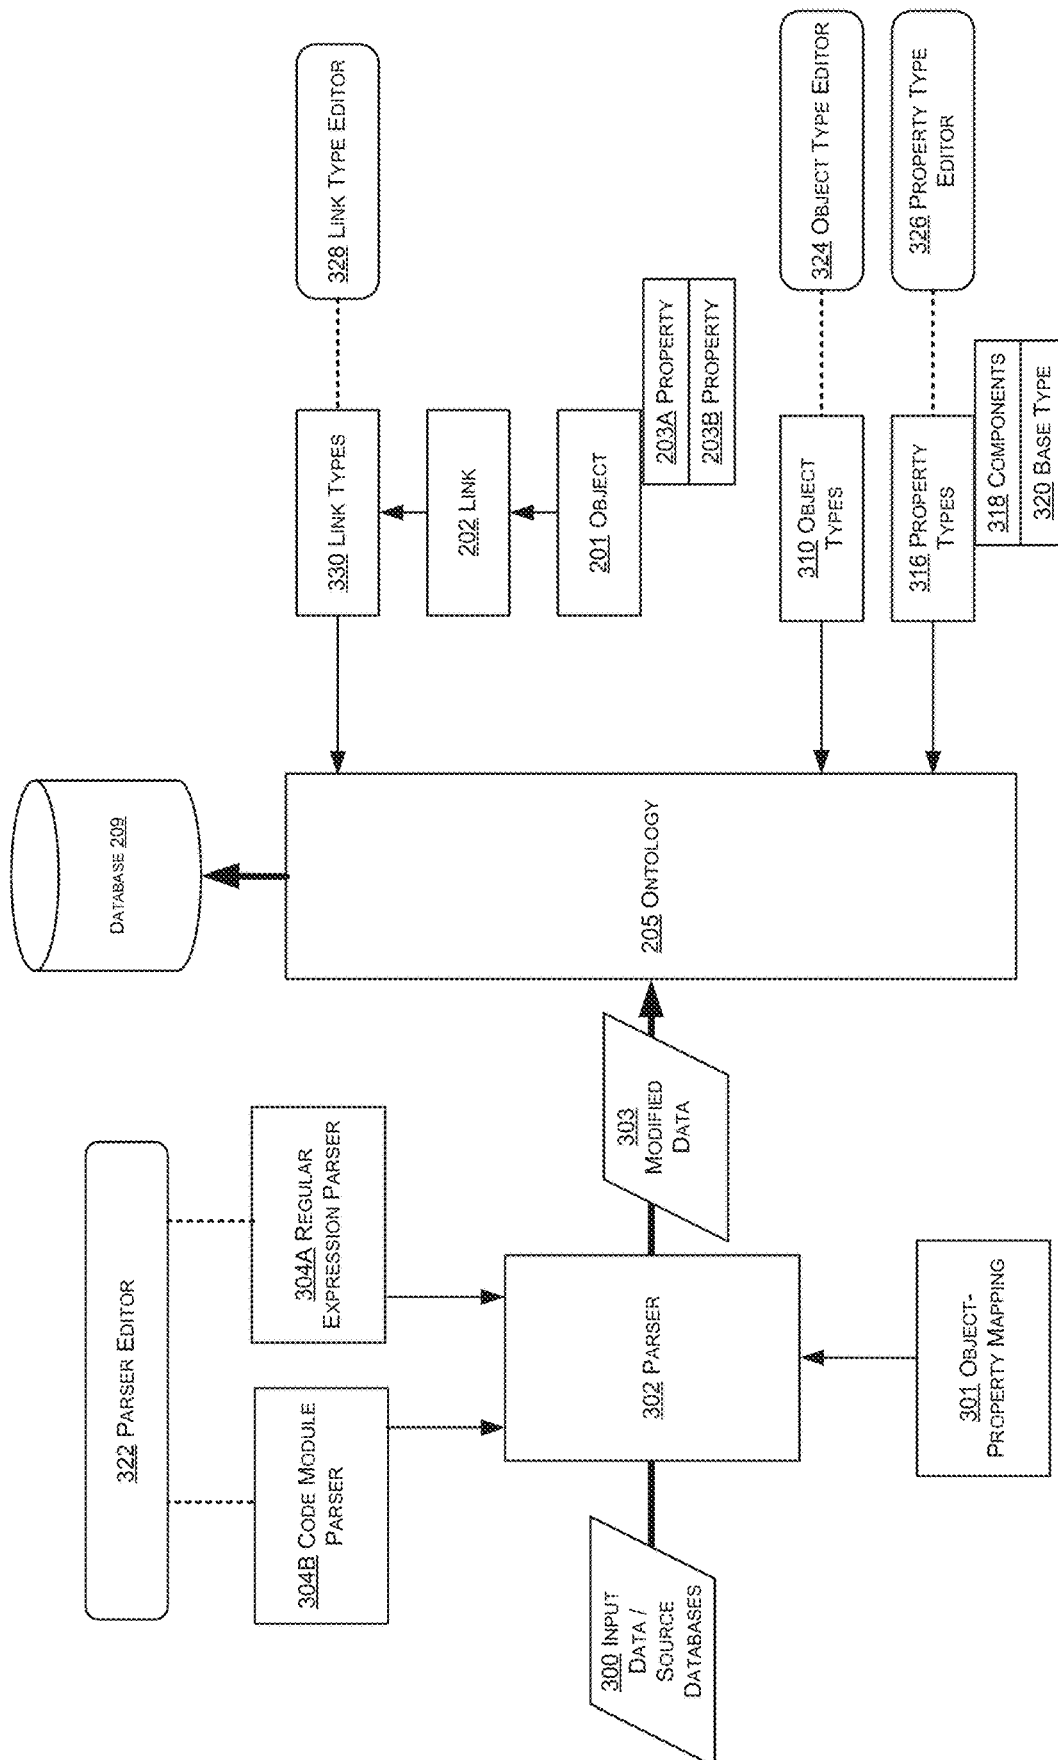 322 PARSER EDITOR
304B CODE MODULE
PARSER
304A REGULAR
EXPRESSION PARSER
300 INPUT
DATA /
SOURCE
DATABASES
302 PARSER
303
MODIFIED
DATA
301 OBJECT-
PROPERTY MAPPING
DATABASE 209
205 ONTOLOGY
330 LINK TYPES
328 LINK TYPE EDITOR
202 LINK
201 OBJECT
203A PROPERTY
203B PROPERTY
310 OBJECT
TYPES
324 OBJECT TYPE EDITOR
316 PROPERTY
TYPES
326 PROPERTY TYPE
EDITOR
318 COMPONENTS
320 BASE TYPE